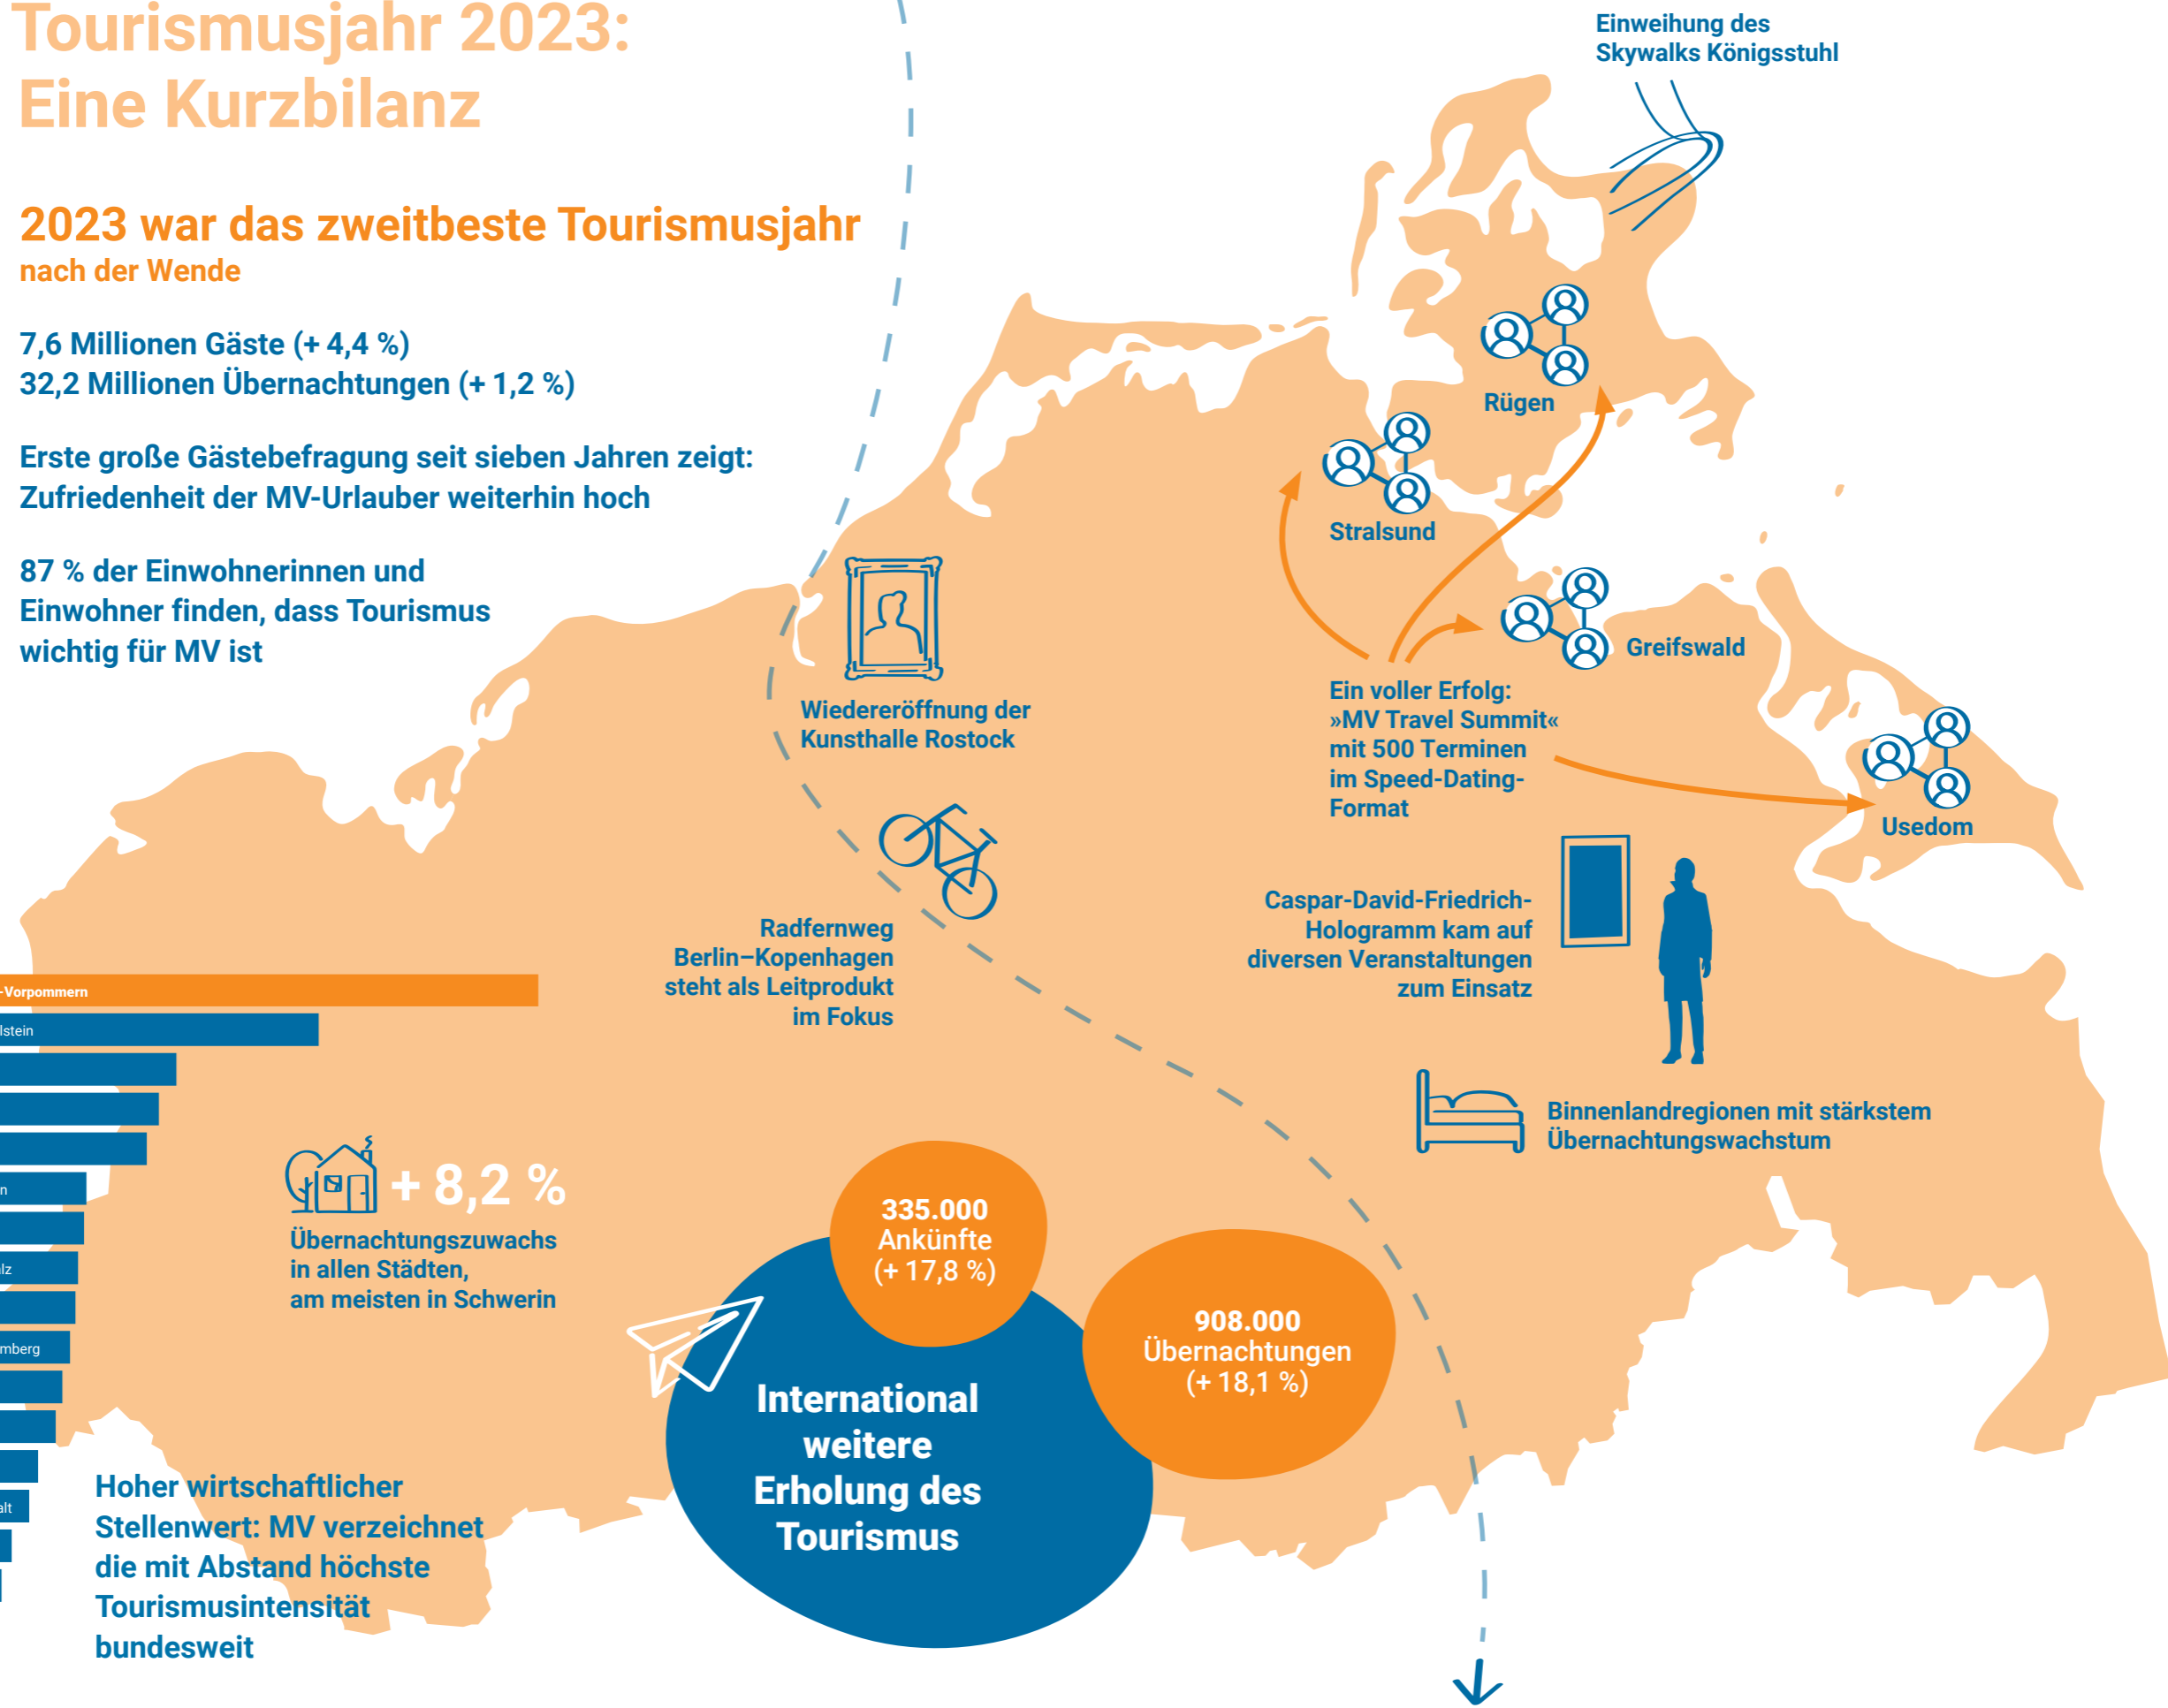 Tourismusjahr 2023:
Eine Kurzbilanz
2023 war das zweitbeste Tourismusjahr
nach der Wende
7,6 Millionen Gäste (+ 4,4 %)
32,2 Millionen Übernachtungen (+ 1,2 %)
Erste große Gästebefragung seit sieben Jahren zeigt:
Zufriedenheit der MV-Urlauber weiterhin hoch
87 % der Einwohnerinnen und
Einwohner finden, dass Tourismus
wichtig für MV ist
Einweihung des
Skywalks Königsstuhl
Rügen
Stralsund
Greifswald
Usedom
Ein voller Erfolg:
»MV Travel Summit«
mit 500 Terminen
im Speed-Dating-
Format
Wiedereröffnung der
Kunsthalle Rostock
Radfernweg
Berlin–Kopenhagen
steht als Leitprodukt
im Fokus
Caspar-David-Friedrich-
Hologramm kam auf
diversen Veranstaltungen
zum Einsatz
Binnenlandregionen mit stärkstem
Übernachtungswachstum
-Vorpommern
lstein
n
lz
mberg
alt
+ 8,2 %
Übernachtungszuwachs
in allen Städten,
am meisten in Schwerin
335.000
Ankünfte
(+ 17,8 %)
908.000
Übernachtungen
(+ 18,1 %)
International
weitere
Erholung des
Tourismus
Hoher wirtschaftlicher
Stellenwert: MV verzeichnet
die mit Abstand höchste
Tourismusintensität
bundesweit